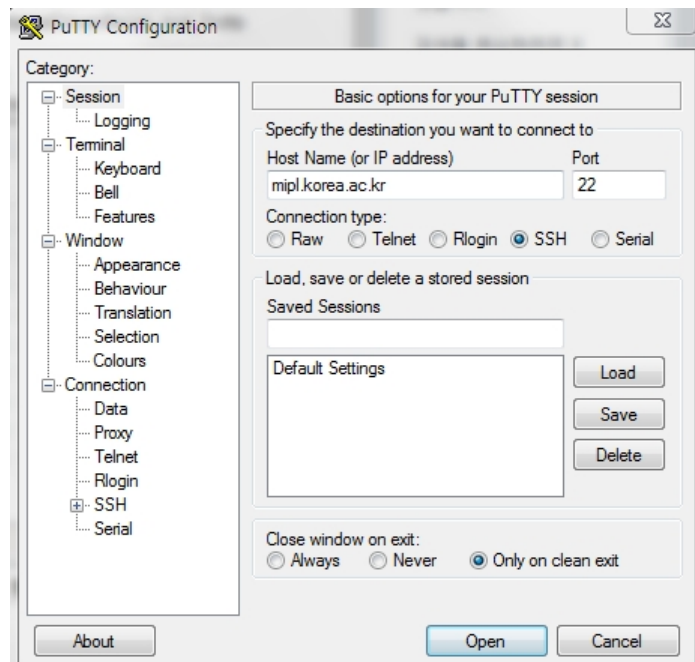 PuTTY Configuration
Category:
Session
Logging
Terminal
Keyboard
Bell
Features
Window
Appearance
Behaviour
Translation
Selection
Colours
Connection
Data
Proxy
Telnet
Rlogin
SSH
Serial
Basic options for your PuTTY session
Specify the destination you want to connect to
Host Name (or IP address) Port
mipl.korea.ac.kr 22
Connection type:
Raw Telnet Rlogin SSH Serial
Load, save or delete a stored session
Saved Sessions
Default Settings
Load
Save
Delete
Close window on exit:
Always Never Only on clean exit
About Open Cancel